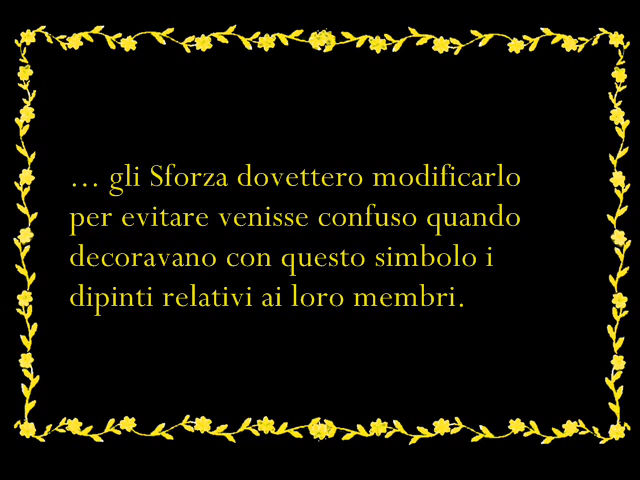 ... gli Sforza dovettero modificarlo
per evitare venisse confuso quando
decoravano con questo simbolo i
dipinti relativi ai loro membri.